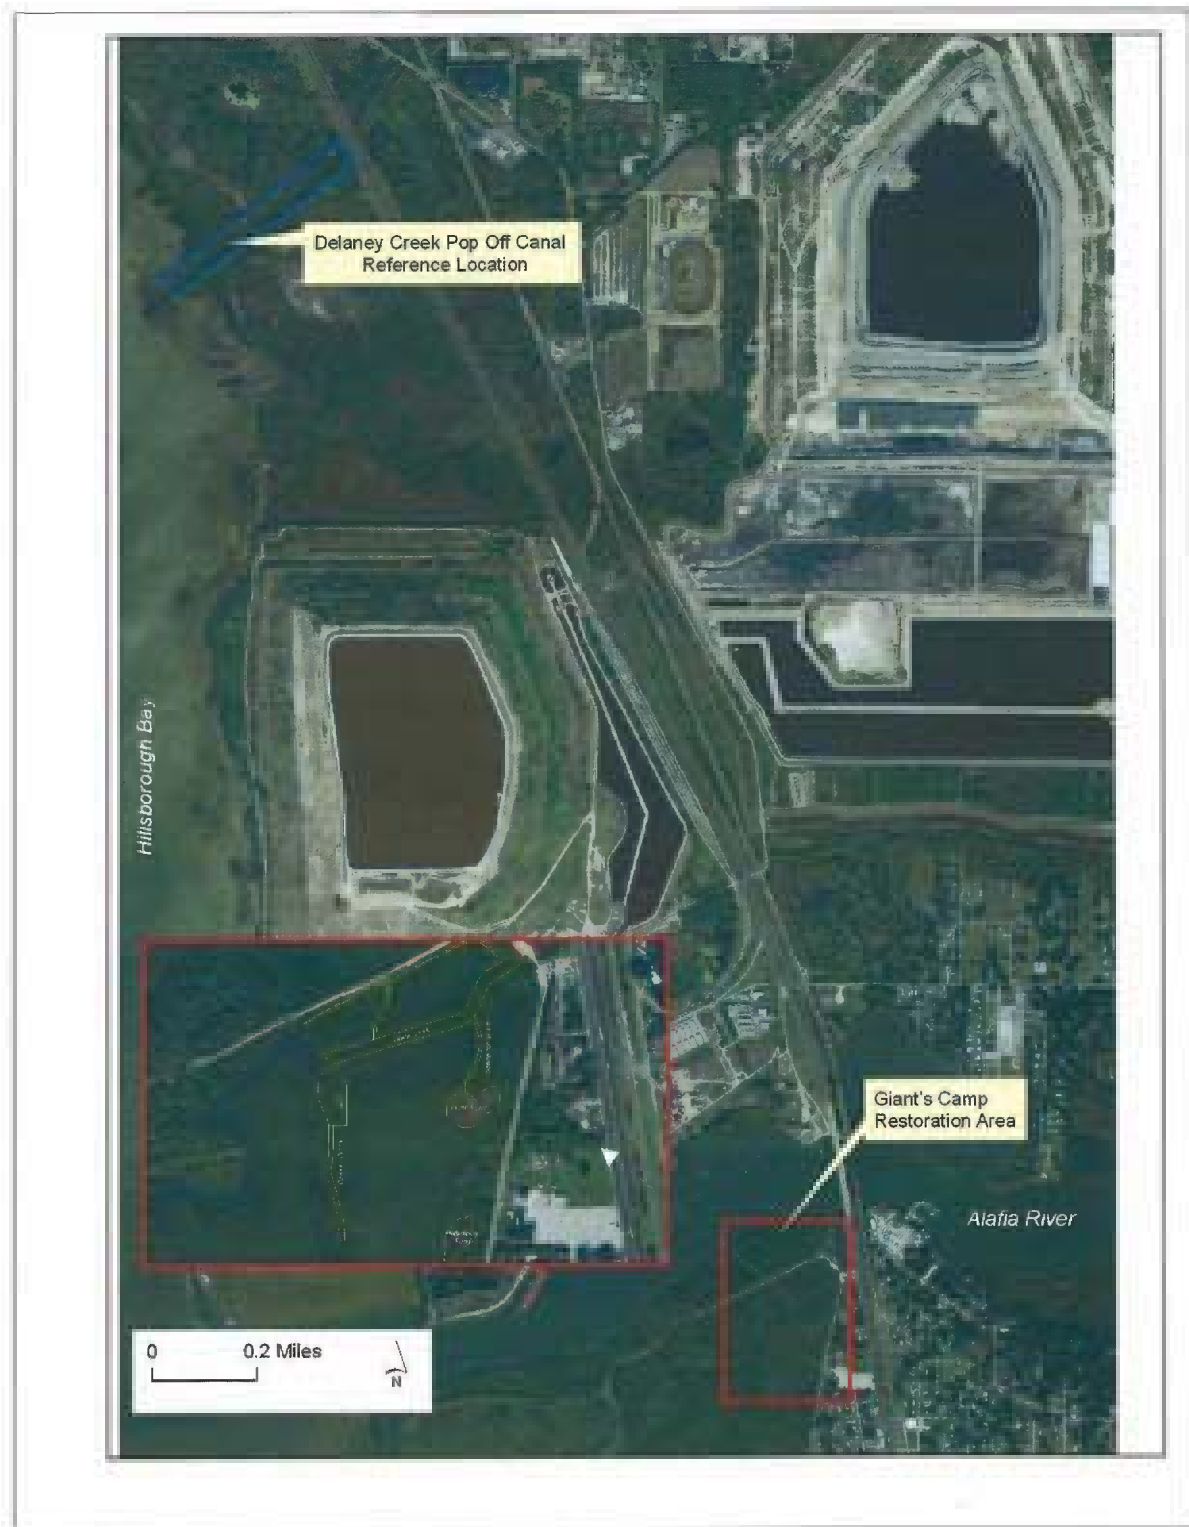 Delaney Creek Pop Off Canal
Reference Location
Hillsborough Bay
Giant's Camp
Restoration Area
Alafia River
0 0.2 Miles
N